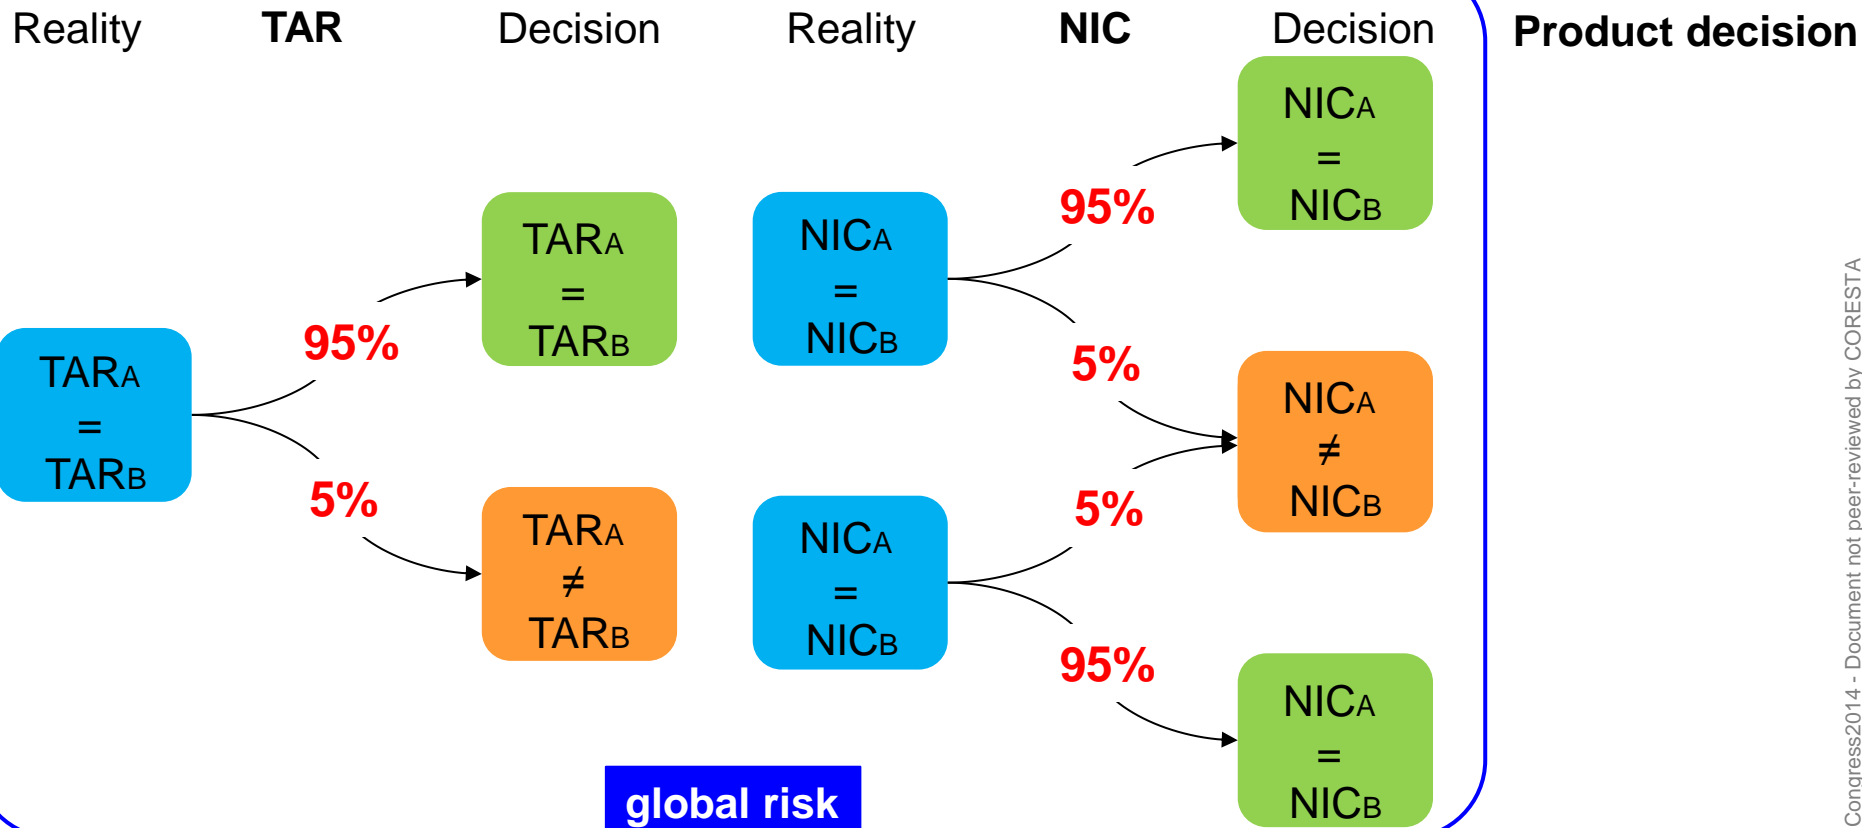 Reality TAR Decision Reality NIC Decision Product decision
TARA
=
TARB
95%
5%
TARA
=
TARB
TARA
≠
TARB
NICA
=
NICB
NICA
=
NICB
95%
5%
5%
95%
NICA
=
NICB
NICA
≠
NICB
NICA
=
NICB
global risk
Congress2014 - Document not peer-reviewed by CORESTA